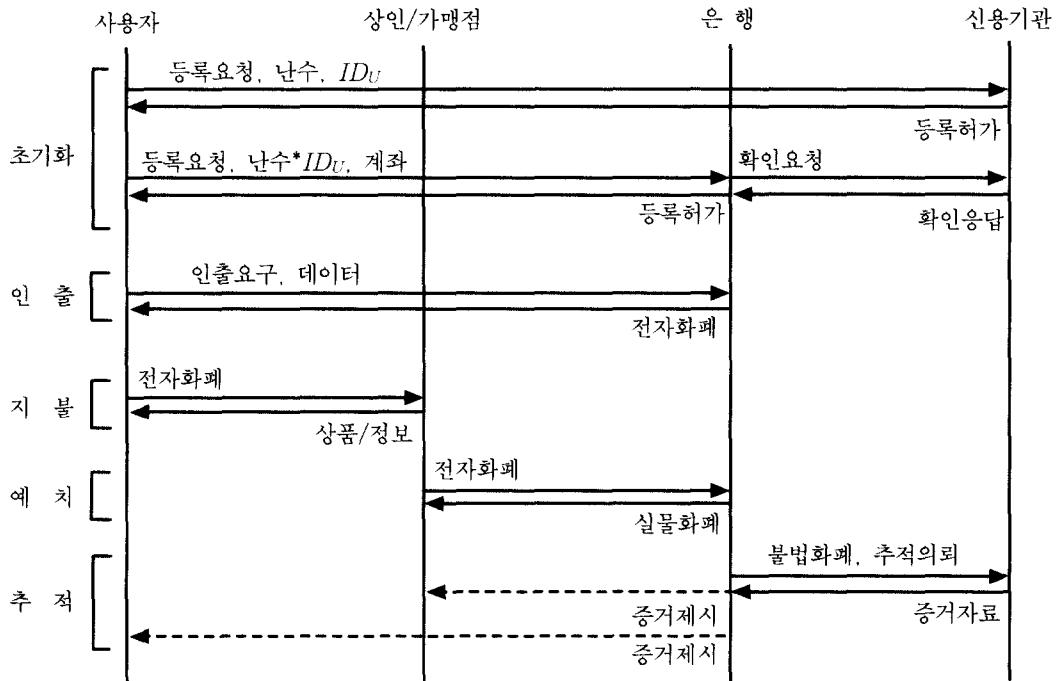 사용자 상인/가맹점 은 행 신용기관
등록요청, 난수, ID_U
등록허가
초기화
등록요청, 난수*ID_U, 계좌 확인요청
등록허가 확인응답
인출요구, 데이터
인 출
전자화폐
전자화폐
지 불
상품/정보
전자화폐
예 치
실물화폐
불법화폐, 추적의뢰
추 적
증거제시 증거자료
증거제시